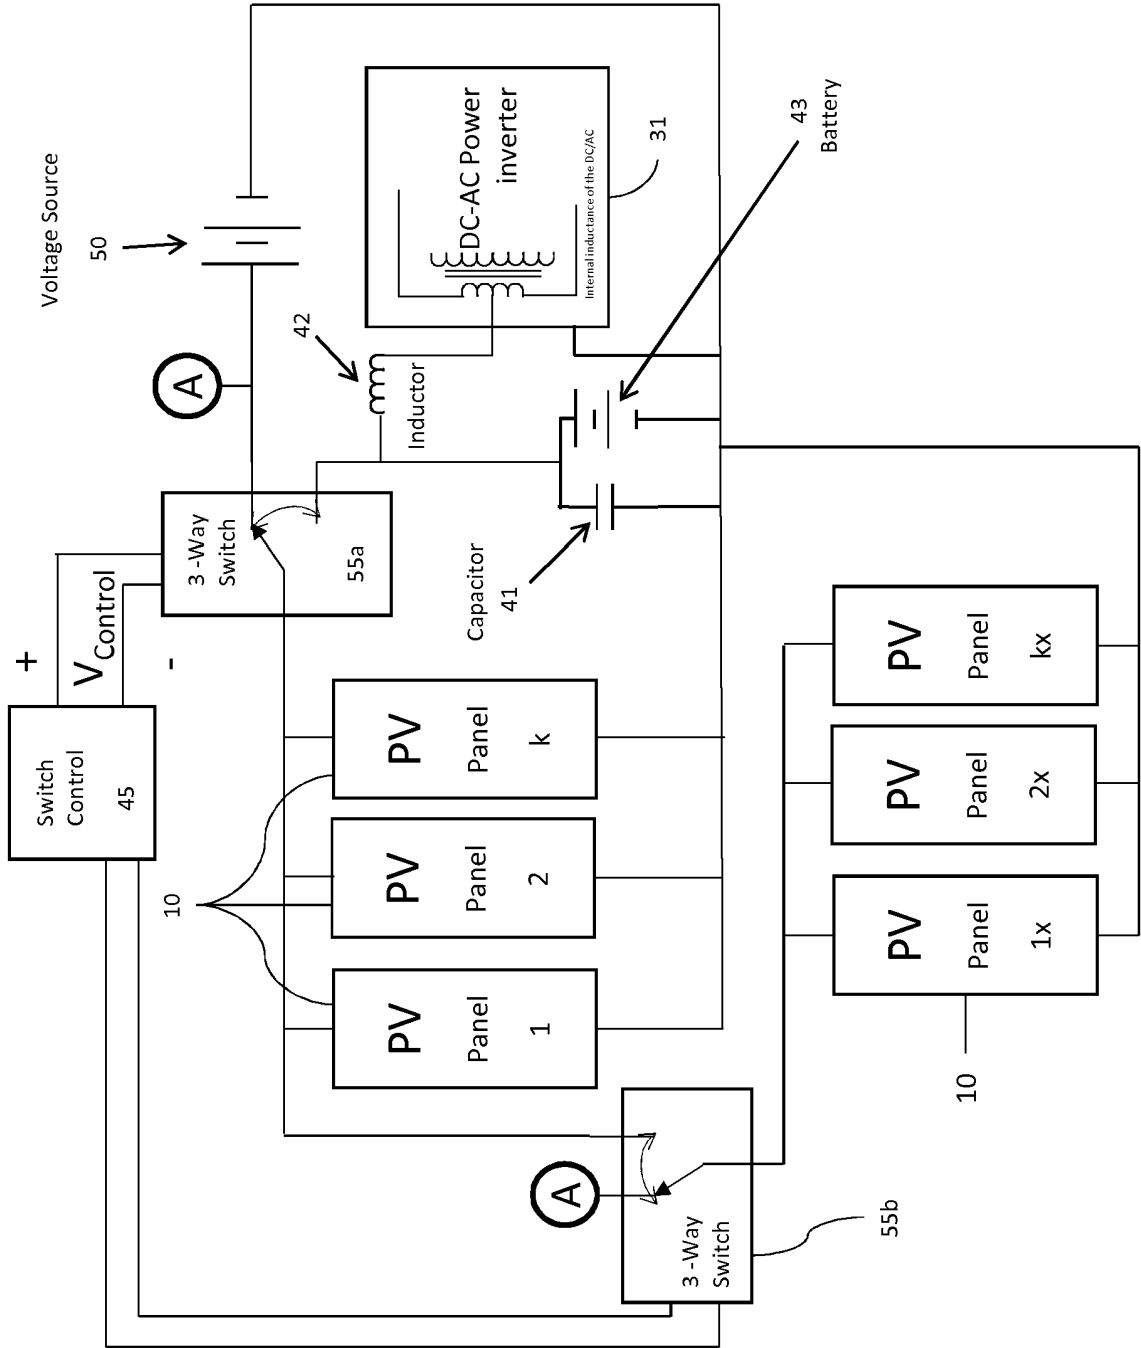 Switch
Control
45
+
V Control
-
3 -Way
Switch
55a
A
Voltage Source
50
42
Inductor
DC-AC Power
inverter
Internal inductance of the DC/AC
31
43
Battery
Capacitor
41
10
PV
Panel
1
PV
Panel
2
PV
Panel
k
A
3 -Way
Switch
55b
10
PV
Panel
1x
PV
Panel
2x
PV
Panel
kx